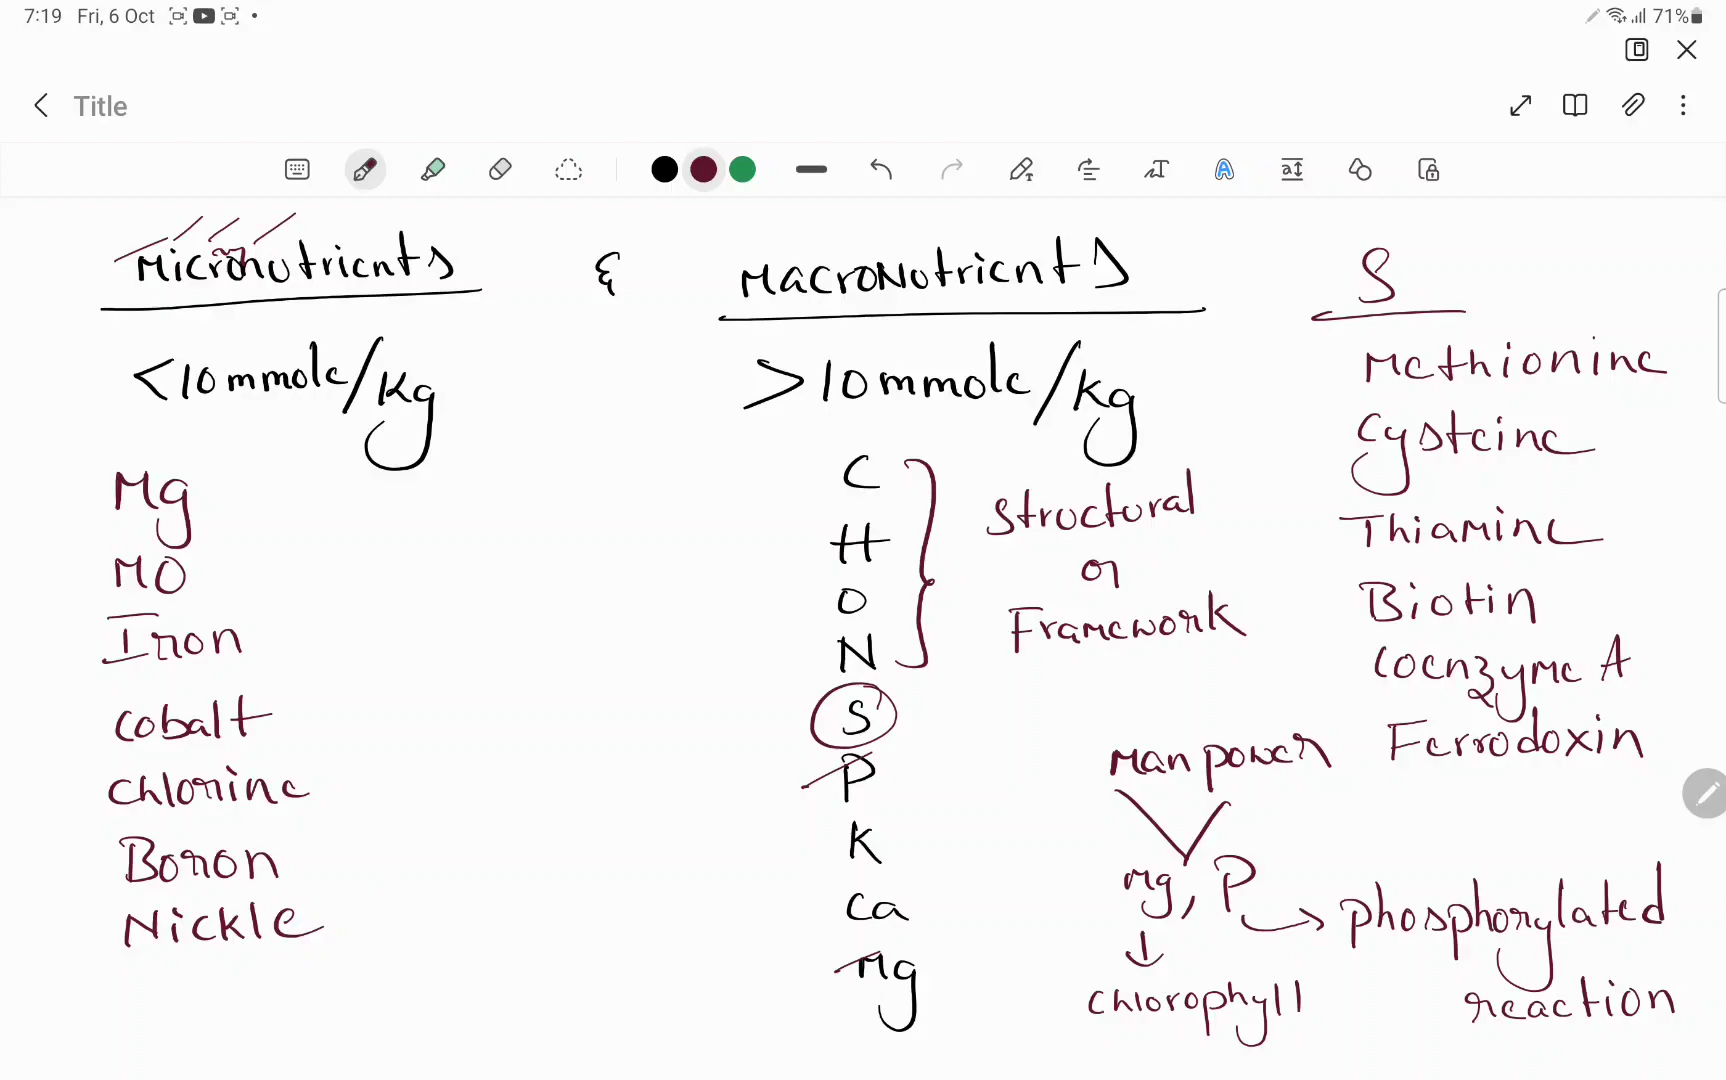 7:19 Fri, 6 Oct
71%
Title
Micronutrients & Macronutrients
<10 mmole/kg
>10 mmole/kg
Mg
MO
Iron
Cobalt
Chlorine
Boron
Nickle
C
H
O
N
S
P
K
Ca
Mg
Structural
or
Framework
Man power
Mg, P
phosphorylated
reaction
chlorophyll
S
Methionine
Cysteine
Thiamine
Biotin
Coenzyme A
Ferrodoxin